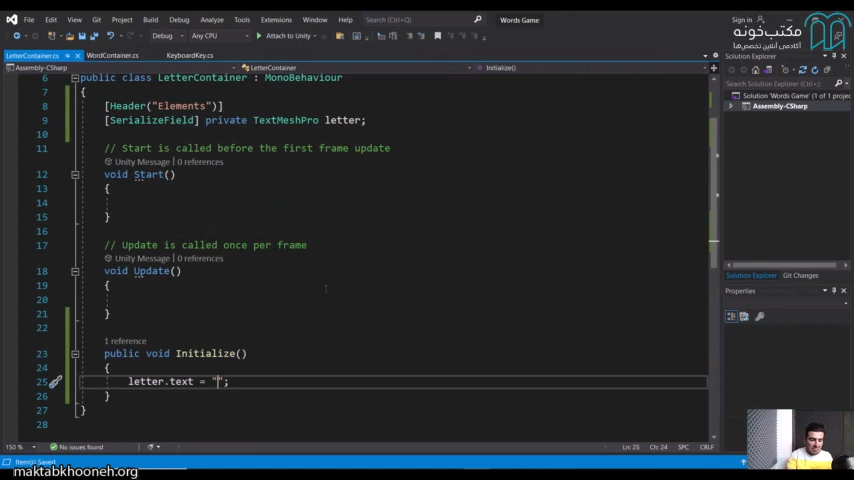 File Edit View Git Project Build Debug Analyze Tools Extensions Window Help Search (Ctrl+Q) Words Game Sign in
Debug Any CPU Attach to Unity
مکتب‌خونه
آکادمی آنلاین تخصص‌ها
LetterContainer.cs WordContainer.cs KeyboardKey.cs
Solution Explorer
Assembly-CSharp LetterContainer Initialize()
6 public class LetterContainer : MonoBehaviour
7 {
8 [Header("Elements")]
9 [SerializeField] private TextMeshPro letter;
10
11 // Start is called before the first frame update
Unity Message | 0 references
12 void Start()
13 {
14
15 }
16
17 // Update is called once per frame
Unity Message | 0 references
18 void Update()
19 {
20
21 }
22
1 reference
23 public void Initialize()
24 {
25 letter.text = "";
26 }
27 }
28
Search Solution Explorer (Ctrl+;)
Solution 'Words Game' (1 of 1 project)
Assembly-CSharp
Solution Explorer Git Changes
Properties
150 % No issues found Ln: 25 Ch: 24 SPC CRLF
Item(s) Saved
maktabkhooneh.org